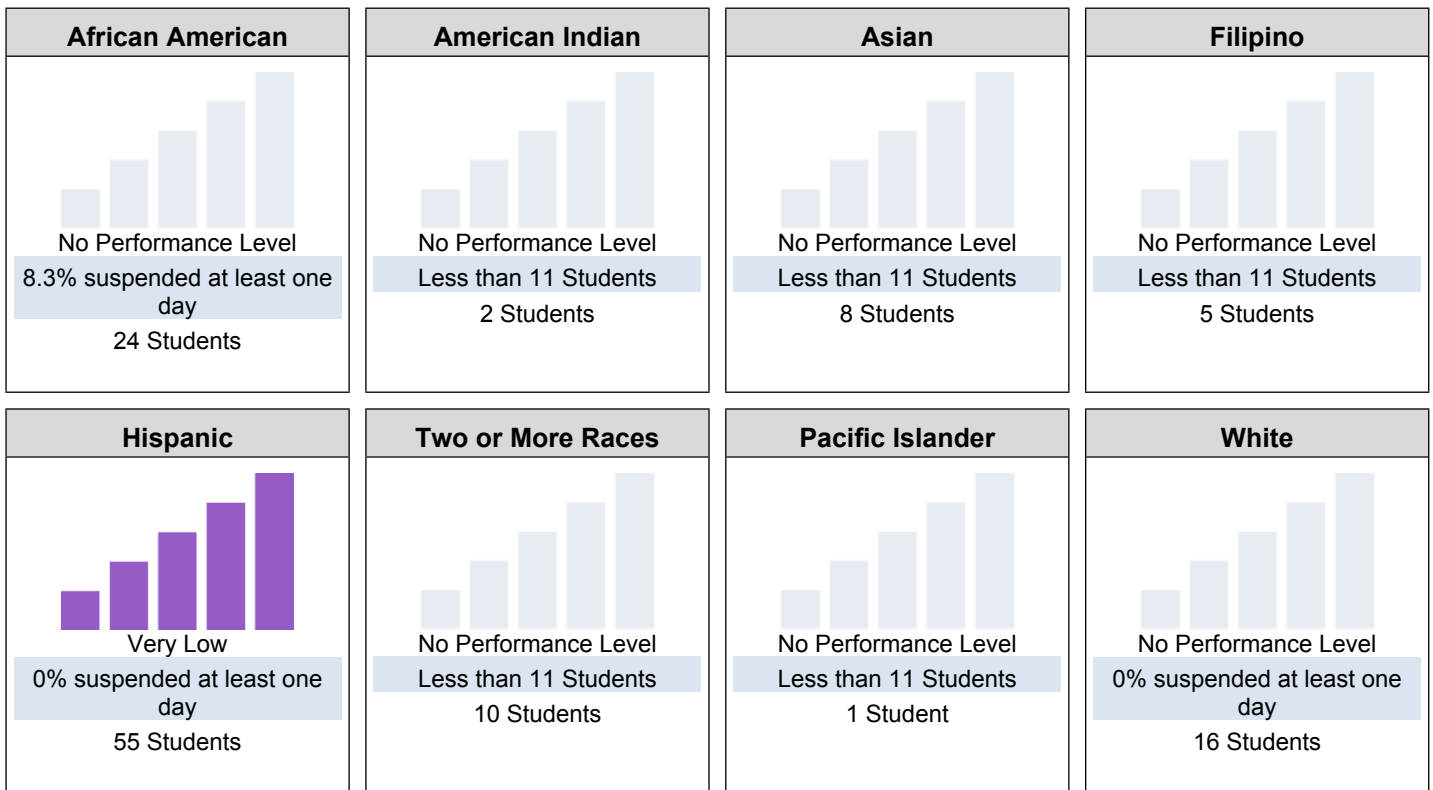 African American
No Performance Level
8.3% suspended at least one
day
24 Students
American Indian
No Performance Level
Less than 11 Students
2 Students
Asian
No Performance Level
Less than 11 Students
8 Students
Filipino
No Performance Level
Less than 11 Students
5 Students
Hispanic
Very Low
0% suspended at least one
day
55 Students
Two or More Races
No Performance Level
Less than 11 Students
10 Students
Pacific Islander
No Performance Level
Less than 11 Students
1 Student
White
No Performance Level
0% suspended at least one
day
16 Students